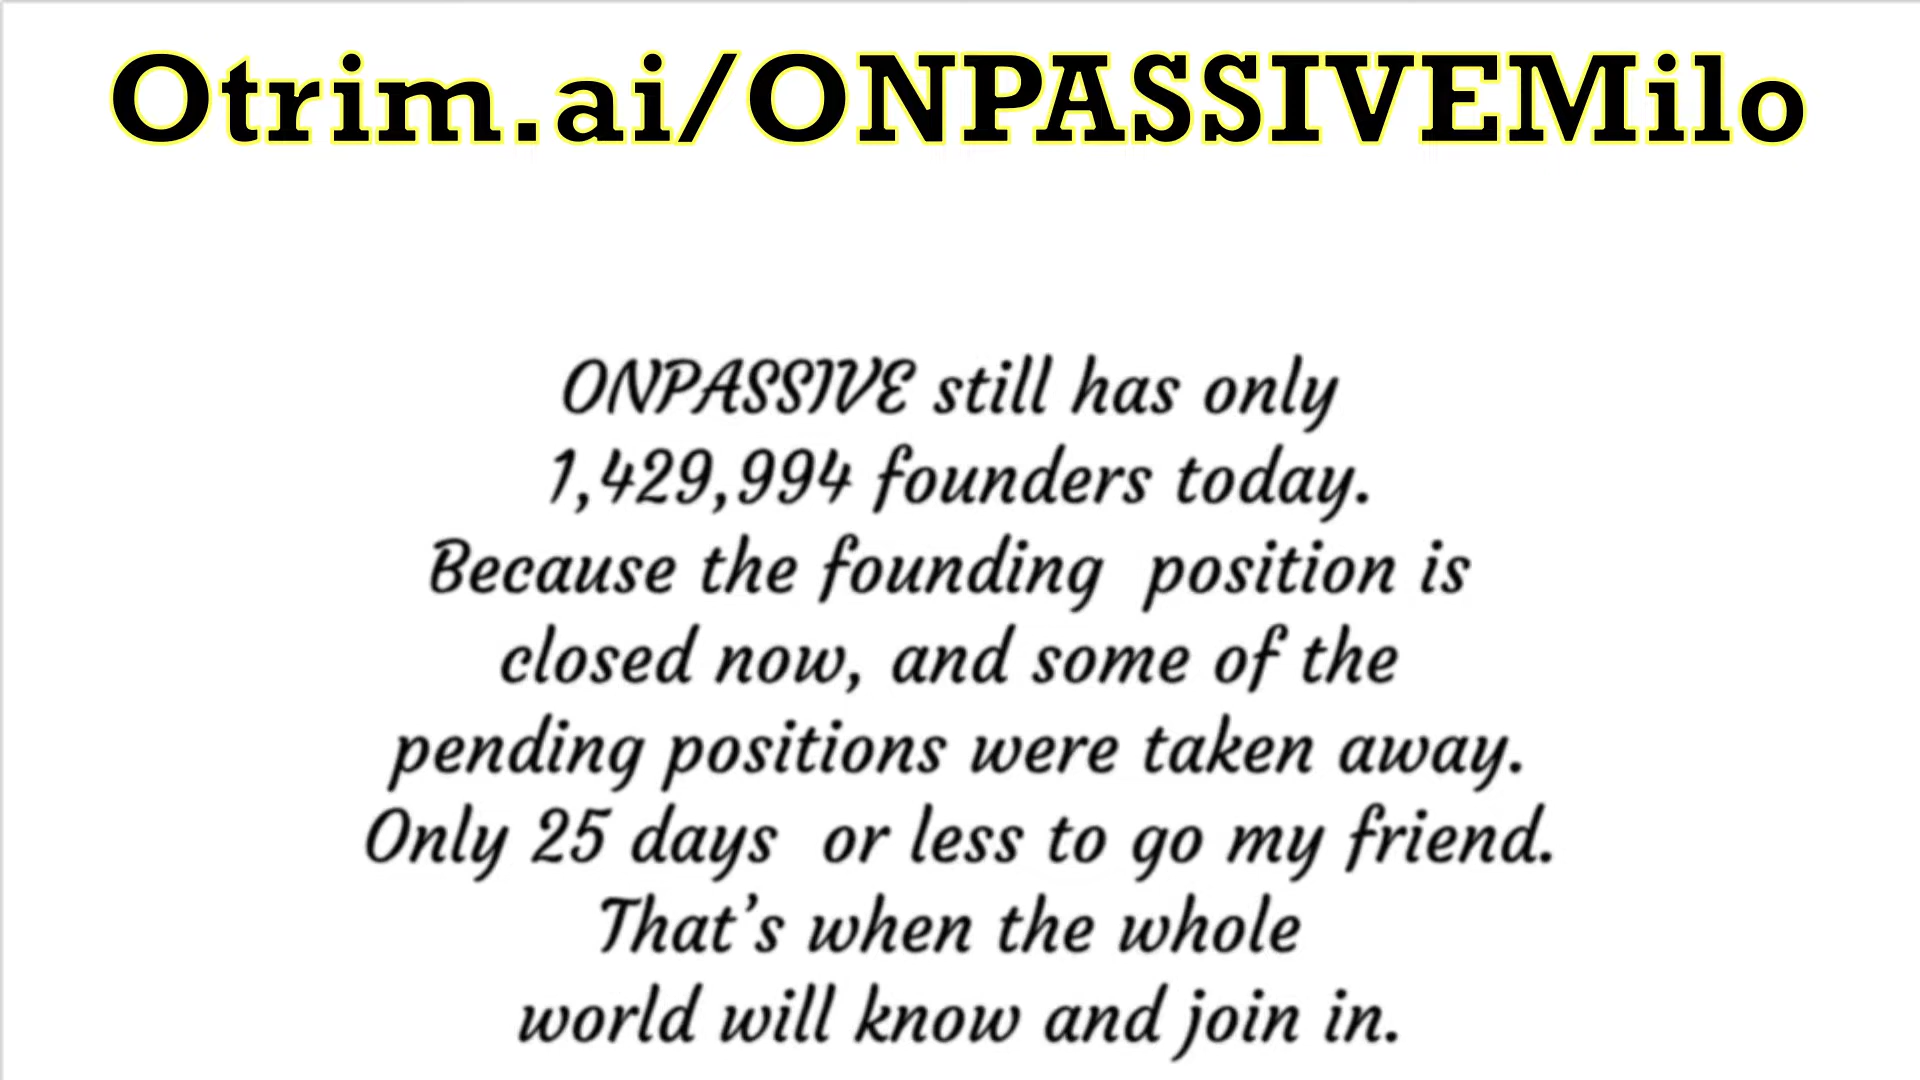 Otrim.ai/ONPASSIVEMilo
ONPASSIVE still has only
1,429,994 founders today.
Because the founding  position is
closed now, and some of the
pending positions were taken away.
Only 25 days  or less to go my friend.
That’s when the whole
world will know and join in.